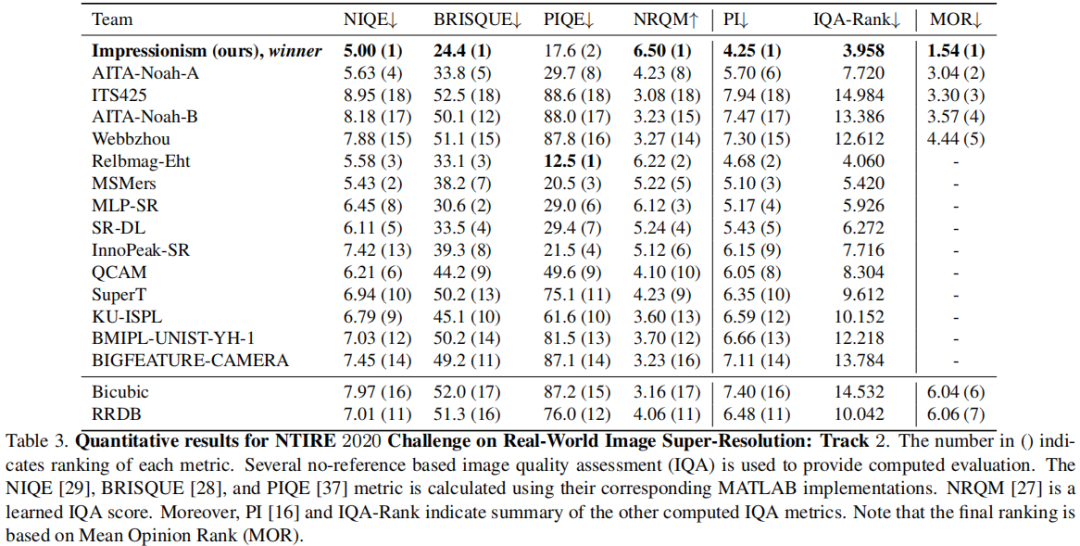 Team NIQE↓ BRISQUE↓ PIQE↓ NRQM↑ PI↓ IQA-Rank↓ MOR↓
Impressionism (ours), winner 5.00 (1) 24.4 (1) 17.6 (2) 6.50 (1) 4.25 (1) 3.958 1.54 (1)
AITA-Noah-A 5.63 (4) 33.8 (5) 29.7 (8) 4.23 (8) 5.70 (6) 7.720 3.04 (2)
ITS425 8.95 (18) 52.5 (18) 88.6 (18) 3.08 (18) 7.94 (18) 14.984 3.30 (3)
AITA-Noah-B 8.18 (17) 50.1 (12) 88.0 (17) 3.23 (15) 7.47 (17) 13.386 3.57 (4)
Webbzhou 7.88 (15) 51.1 (15) 87.8 (16) 3.27 (14) 7.30 (15) 12.612 4.44 (5)
Relbmag-Eht 5.58 (3) 33.1 (3) 12.5 (1) 6.22 (2) 4.68 (2) 4.060 -
MSMers 5.43 (2) 38.2 (7) 20.5 (3) 5.22 (5) 5.10 (3) 5.420 -
MLP-SR 6.45 (8) 30.6 (2) 29.0 (6) 6.12 (3) 5.17 (4) 5.926 -
SR-DL 6.11 (5) 33.5 (4) 29.4 (7) 5.24 (4) 5.43 (5) 6.272 -
InnoPeak-SR 7.42 (13) 39.3 (8) 21.5 (4) 5.12 (6) 6.15 (9) 7.716 -
QCAM 6.21 (6) 44.2 (9) 49.6 (9) 4.10 (10) 6.05 (8) 8.304 -
SuperT 6.94 (10) 50.2 (13) 75.1 (11) 4.23 (9) 6.35 (10) 9.612 -
KU-ISPL 6.79 (9) 45.1 (10) 61.6 (10) 3.60 (13) 6.59 (12) 10.152 -
BMIPL-UNIST-YH-1 7.03 (12) 50.2 (14) 81.5 (13) 3.70 (12) 6.66 (13) 12.218 -
BIGFEATURE-CAMERA 7.45 (14) 49.2 (11) 87.1 (14) 3.23 (16) 7.11 (14) 13.784 -
Bicubic 7.97 (16) 52.0 (17) 87.2 (15) 3.16 (17) 7.40 (16) 14.532 6.04 (6)
RRDB 7.01 (11) 51.3 (16) 76.0 (12) 4.06 (11) 6.48 (11) 10.042 6.06 (7)
Table 3. Quantitative results for NTIRE 2020 Challenge on Real-World Image Super-Resolution: Track 2. The number in () indi-
cates ranking of each metric. Several no-reference based image quality assessment (IQA) is used to provide computed evaluation. The
NIQE [29], BRISQUE [28], and PIQE [37] metric is calculated using their corresponding MATLAB implementations. NRQM [27] is a
learned IQA score. Moreover, PI [16] and IQA-Rank indicate summary of the other computed IQA metrics. Note that the final ranking is
based on Mean Opinion Rank (MOR).